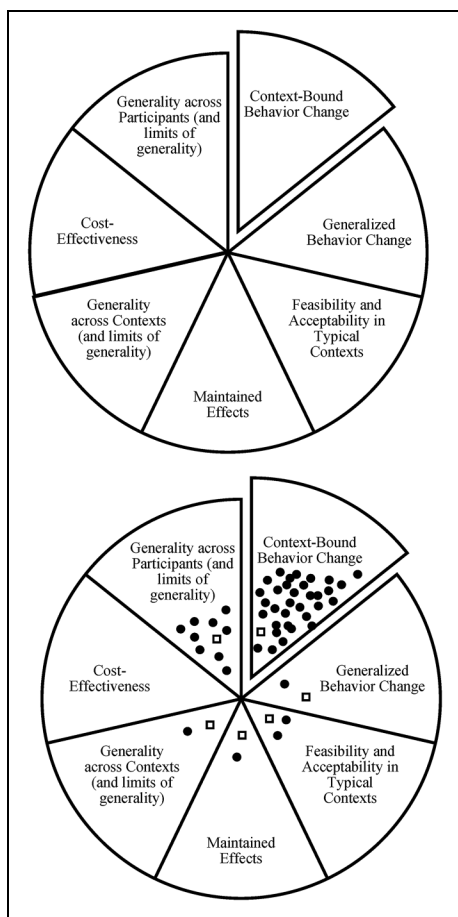 Generality across
Participants (and
limits of
generality)
Context-Bound
Behavior Change
Cost-
Effectiveness
Generalized
Behavior Change
Generality
across Contexts
(and limits of
generality)
Feasibility and
Acceptability in
Typical
Contexts
Maintained
Effects
Generality across
Participants (and
limits of
generality)
Context-Bound
Behavior Change
Cost-
Effectiveness
Generalized
Behavior Change
Generality
across Contexts
(and limits of
generality)
Feasibility and
Acceptability in
Typical
Contexts
Maintained
Effects